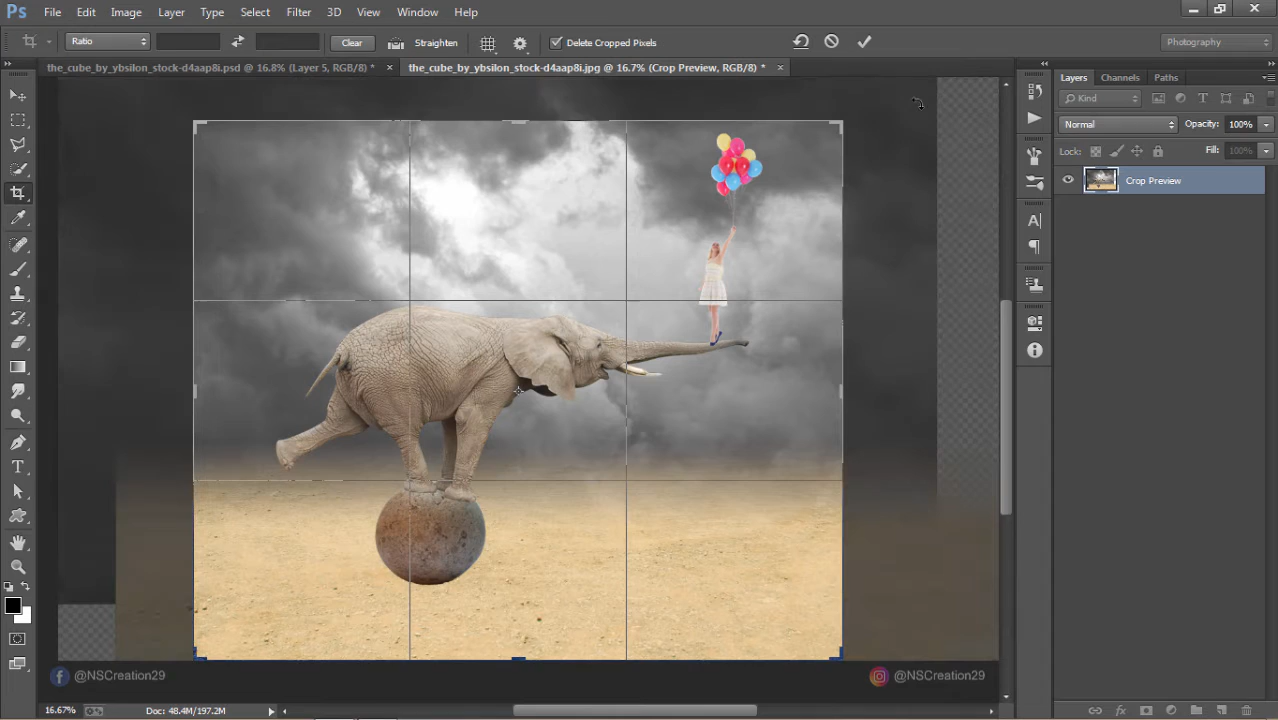 Ps File Edit Image Layer Type Select Filter 3D View Window Help
Ratio Clear Straighten Delete Cropped Pixels Photography
the_cube_by_ybsilon_stock-d4aap8i.psd @ 16.8% (Layer 5, RGB/8) * × the_cube_by_ybsilon_stock-d4aap8i.jpg @ 16.7% (Crop Preview, RGB/8) * ×
Layers Channels Paths
Kind
Normal Opacity: 100%
Lock: Fill: 100%
Crop Preview
@NSCreation29 @NSCreation29
16.67% Doc: 48.4M/197.2M